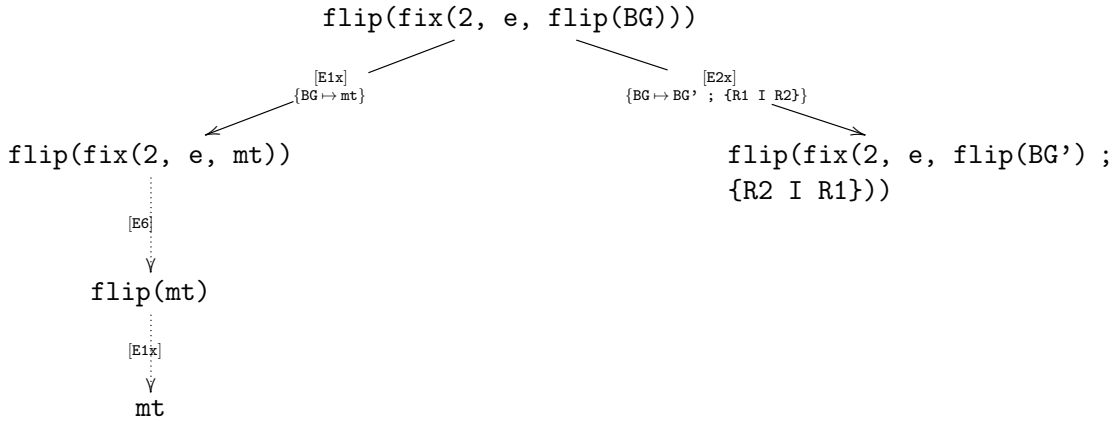 flip(fix(2, e, flip(BG)))
[E1x]
{BG ↦ mt}
[E2x]
{BG ↦ BG' ; {R1 I R2}}
flip(fix(2, e, mt))
flip(fix(2, e, flip(BG') ;
{R2 I R1}))
[E6]
flip(mt)
[E1x]
mt